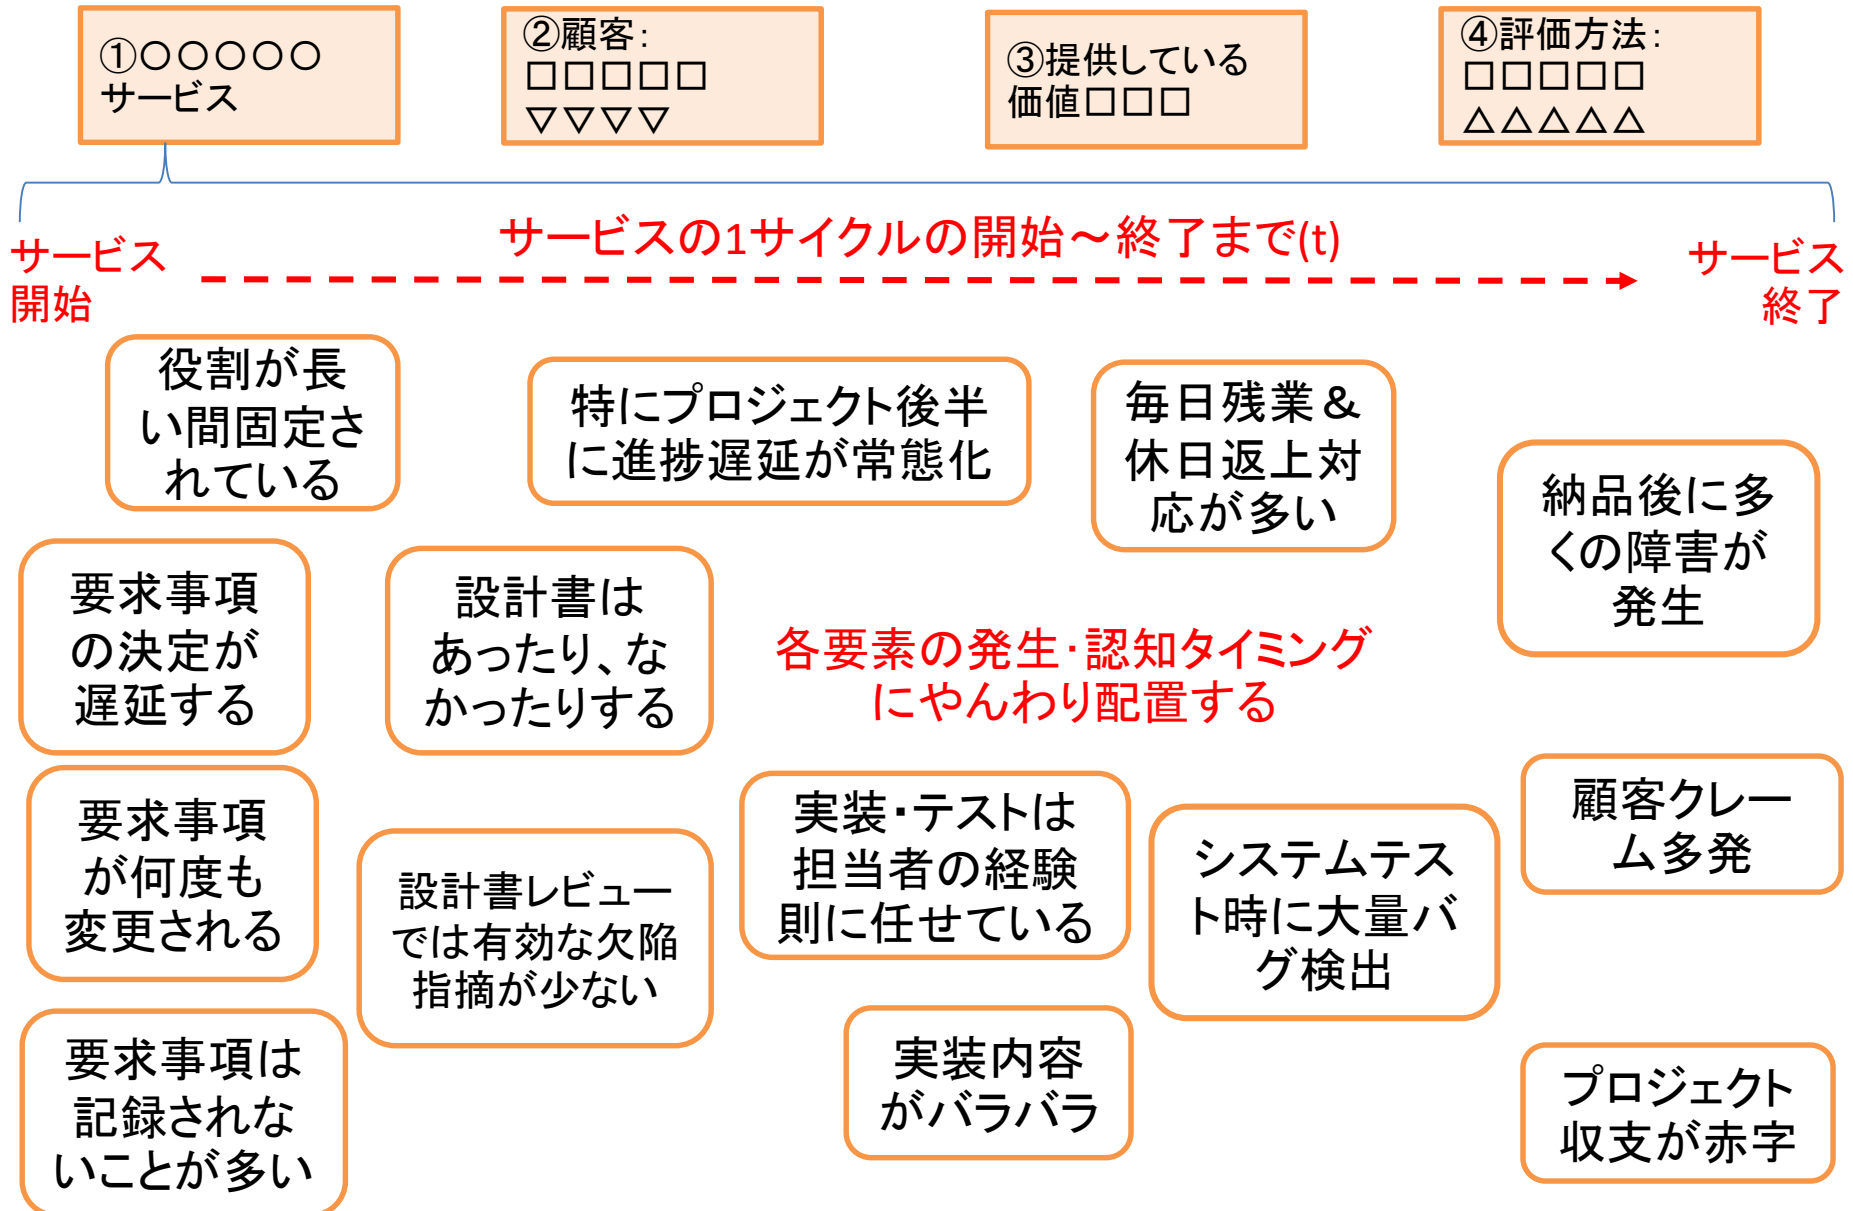 ①○○○○○
サービス
②顧客：
□□□□□
▽▽▽▽
③提供している
価値□□□
④評価方法：
□□□□□
△△△△△
サービスの1サイクルの開始～終了まで(t)
サービス
開始
サービス
終了
役割が長
い間固定さ
れている
特にプロジェクト後半
に進捗遅延が常態化
毎日残業＆
休日返上対
応が多い
納品後に多
くの障害が
発生
要求事項
の決定が
遅延する
設計書は
あったり、な
かったりする
各要素の発生・認知タイミング
にやんわり配置する
要求事項
が何度も
変更される
設計書レビュー
では有効な欠陥
指摘が少ない
実装・テストは
担当者の経験
則に任せている
システムテス
ト時に大量バ
グ検出
顧客クレー
ム多発
要求事項は
記録されな
いことが多い
実装内容
がバラバラ
プロジェクト
収支が赤字